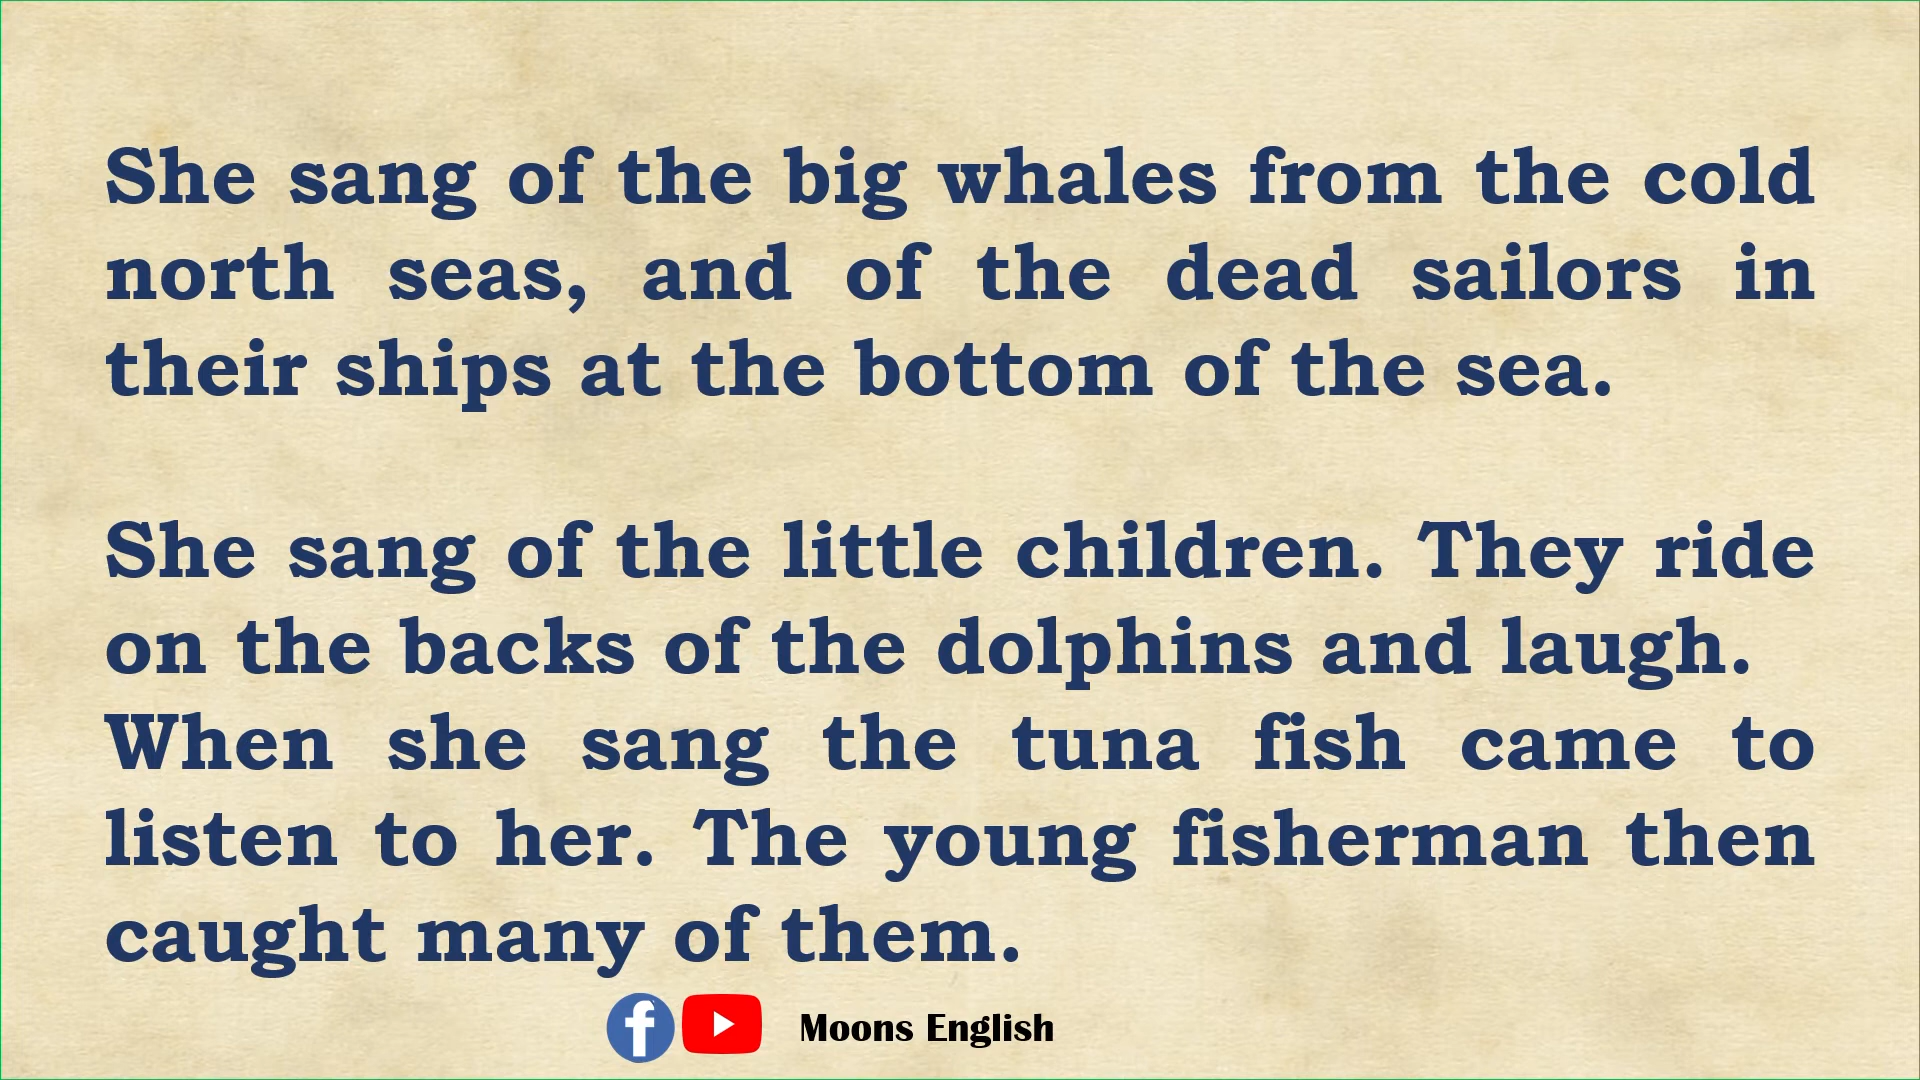 She sang of the big whales from the cold
north seas, and of the dead sailors in
their ships at the bottom of the sea.
She sang of the little children. They ride
on the backs of the dolphins and laugh.
When she sang the tuna fish came to
listen to her. The young fisherman then
caught many of them.
f Moons English